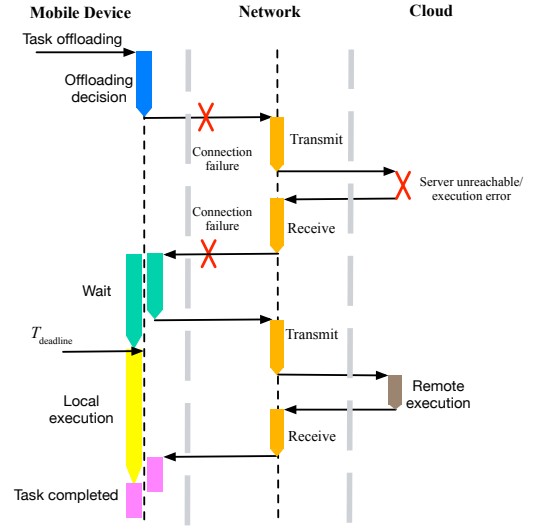 Mobile Device
Network
Cloud
Task offloading
Offloading
decision
Transmit
Connection
failure
Server unreachable/
execution error
Connection
failure
Receive
Wait
T_deadline
Transmit
Local
execution
Remote
execution
Receive
Task completed